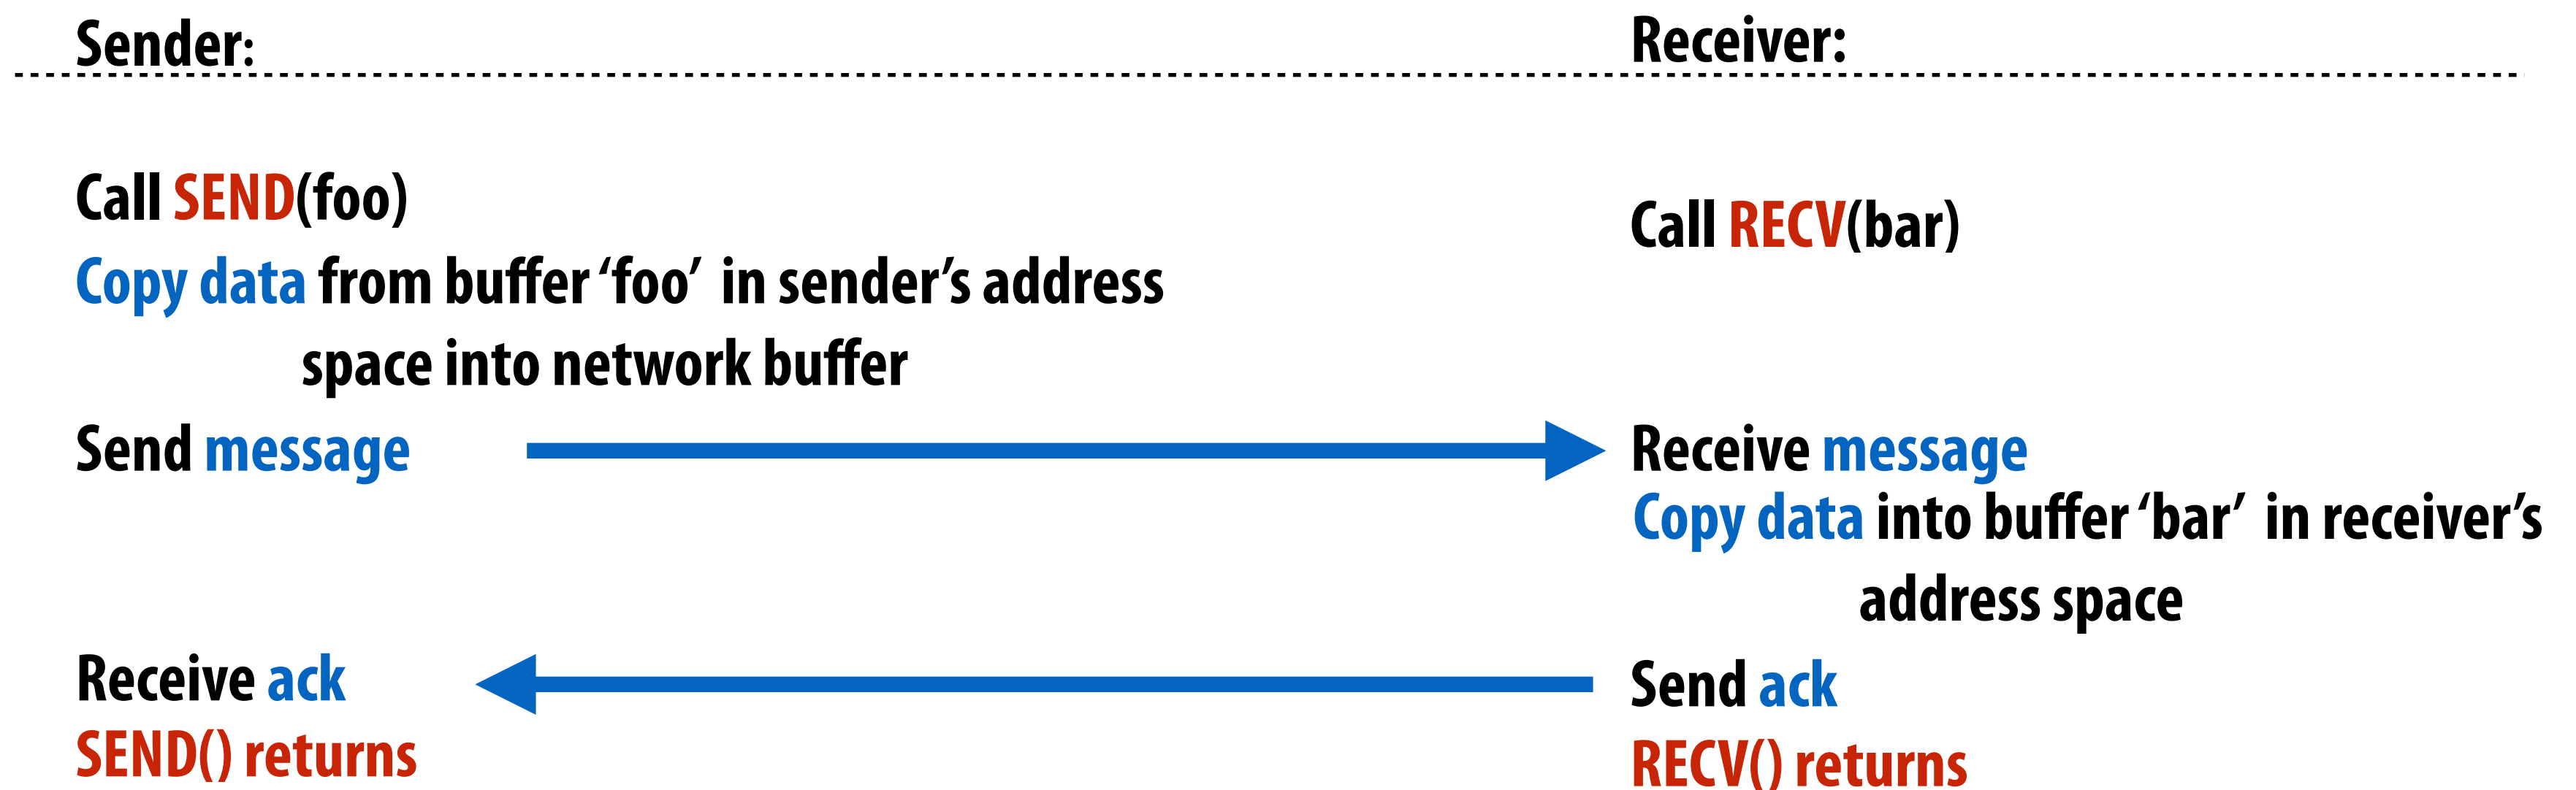 Sender:
Receiver:
Call SEND(foo)
Call RECV(bar)
Copy data from buffer ‘foo’ in sender’s address
space into network buffer
Send message
Receive message
Copy data into buffer ‘bar’ in receiver’s
address space
Receive ack
Send ack
SEND() returns
RECV() returns